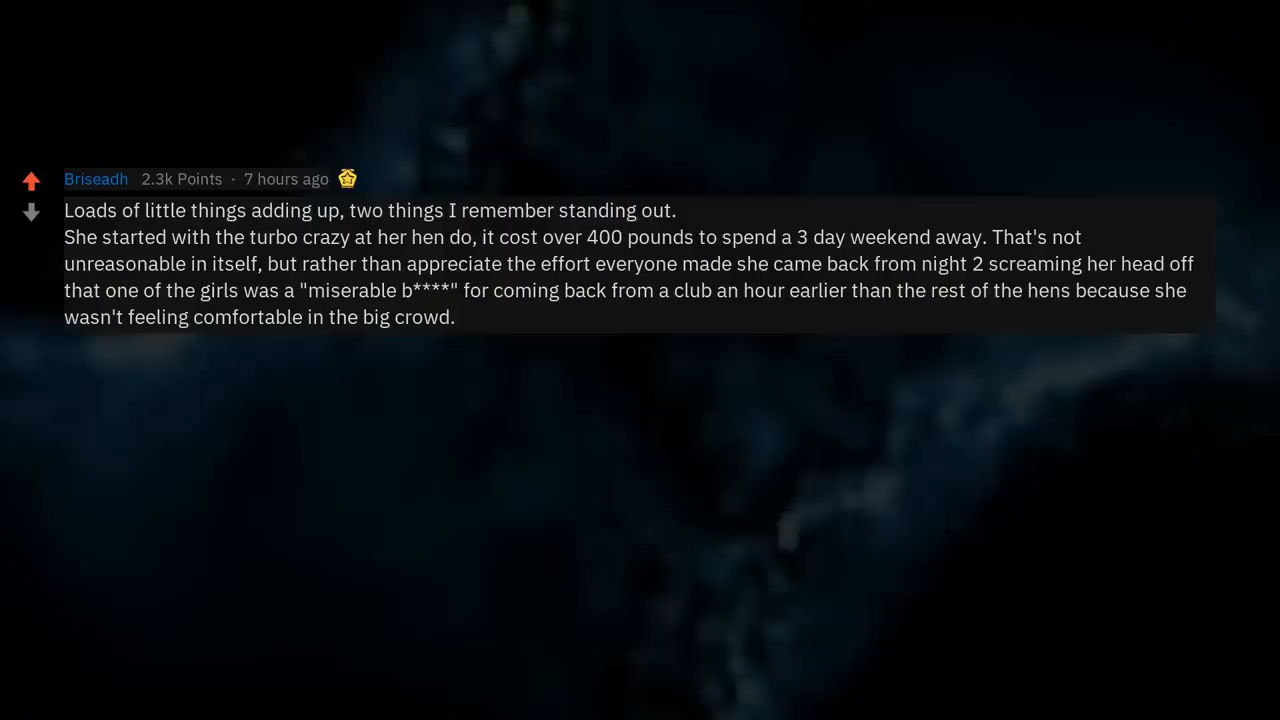 Briseadh 2.3k Points · 7 hours ago
Loads of little things adding up, two things I remember standing out.
She started with the turbo crazy at her hen do, it cost over 400 pounds to spend a 3 day weekend away. That's not
unreasonable in itself, but rather than appreciate the effort everyone made she came back from night 2 screaming her head off
that one of the girls was a "miserable b****" for coming back from a club an hour earlier than the rest of the hens because she
wasn't feeling comfortable in the big crowd.